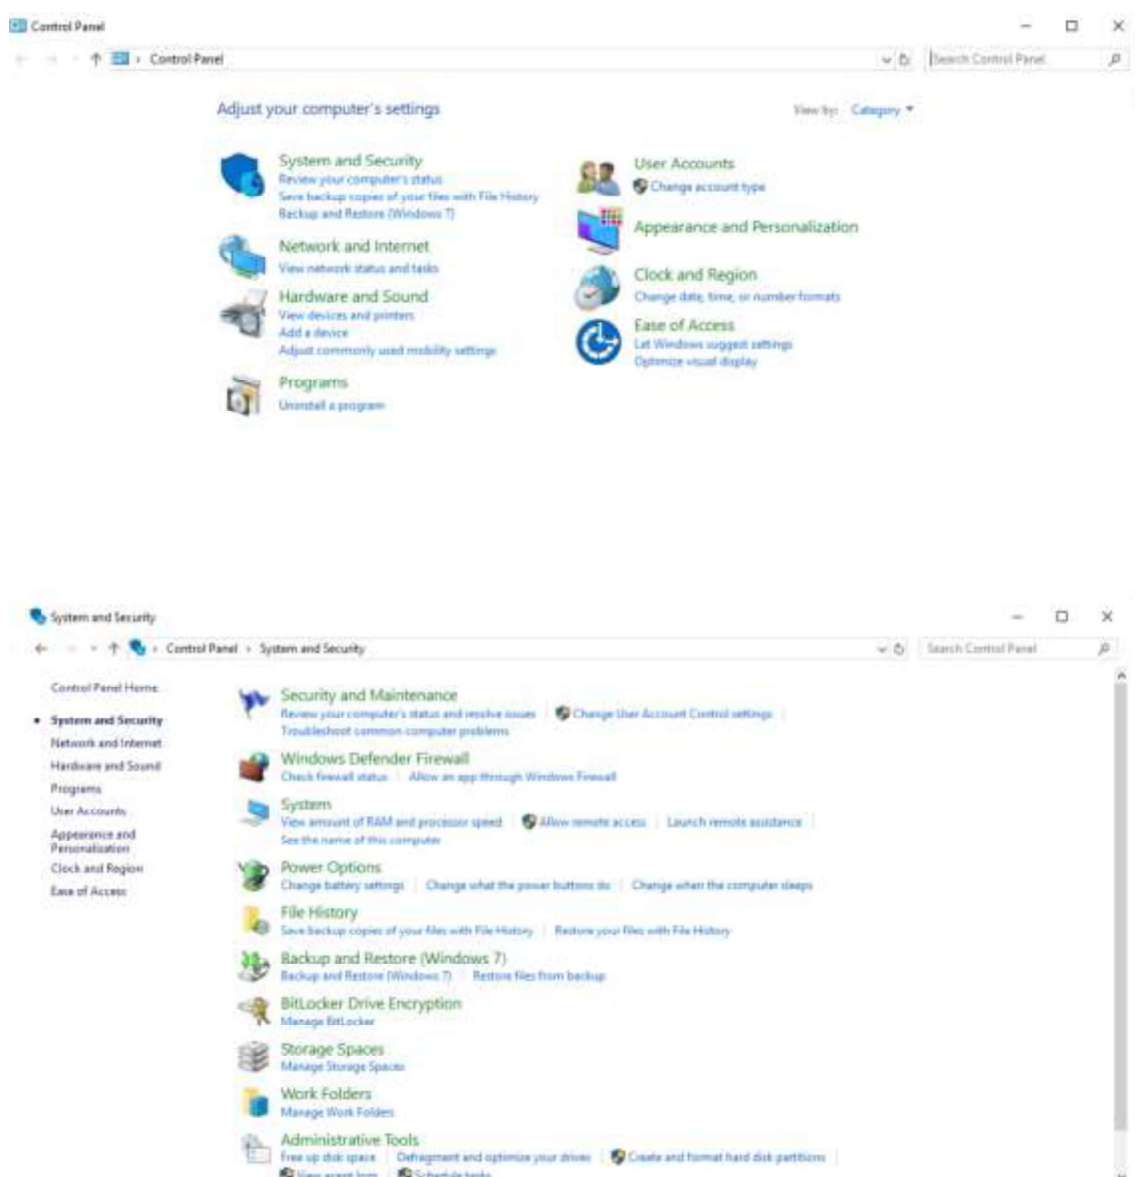 Control Panel
Control Panel
Search Control Panel
Adjust your computer's settings
View by: Category
System and Security
Review your computer's status
Save backup copies of your files with File History
Backup and Restore (Windows 7)
Network and Internet
View network status and tasks
Hardware and Sound
View devices and printers
Add a device
Adjust commonly used mobility settings
Programs
Uninstall a program
User Accounts
Change account type
Appearance and Personalization
Clock and Region
Change date, time, or number formats
Ease of Access
Let Windows suggest settings
Optimize visual display
System and Security
Control Panel › System and Security
Search Control Panel
Control Panel Home
System and Security
Network and Internet
Hardware and Sound
Programs
User Accounts
Appearance and
Personalization
Clock and Region
Ease of Access
Security and Maintenance
Review your computer's status and resolve issues | Change User Account Control settings
Troubleshoot common computer problems
Windows Defender Firewall
Check firewall status | Allow an app through Windows Firewall
System
View amount of RAM and processor speed | Allow remote access | Launch remote assistance
See the name of this computer
Power Options
Change battery settings | Change what the power buttons do | Change when the computer sleeps
File History
Save backup copies of your files with File History | Restore your files with File History
Backup and Restore (Windows 7)
Backup and Restore (Windows 7) | Restore files from backup
BitLocker Drive Encryption
Manage BitLocker
Storage Spaces
Manage Storage Spaces
Work Folders
Manage Work Folders
Administrative Tools
Free up disk space | Defragment and optimize your drives | Create and format hard disk partitions
View event logs | Schedule tasks